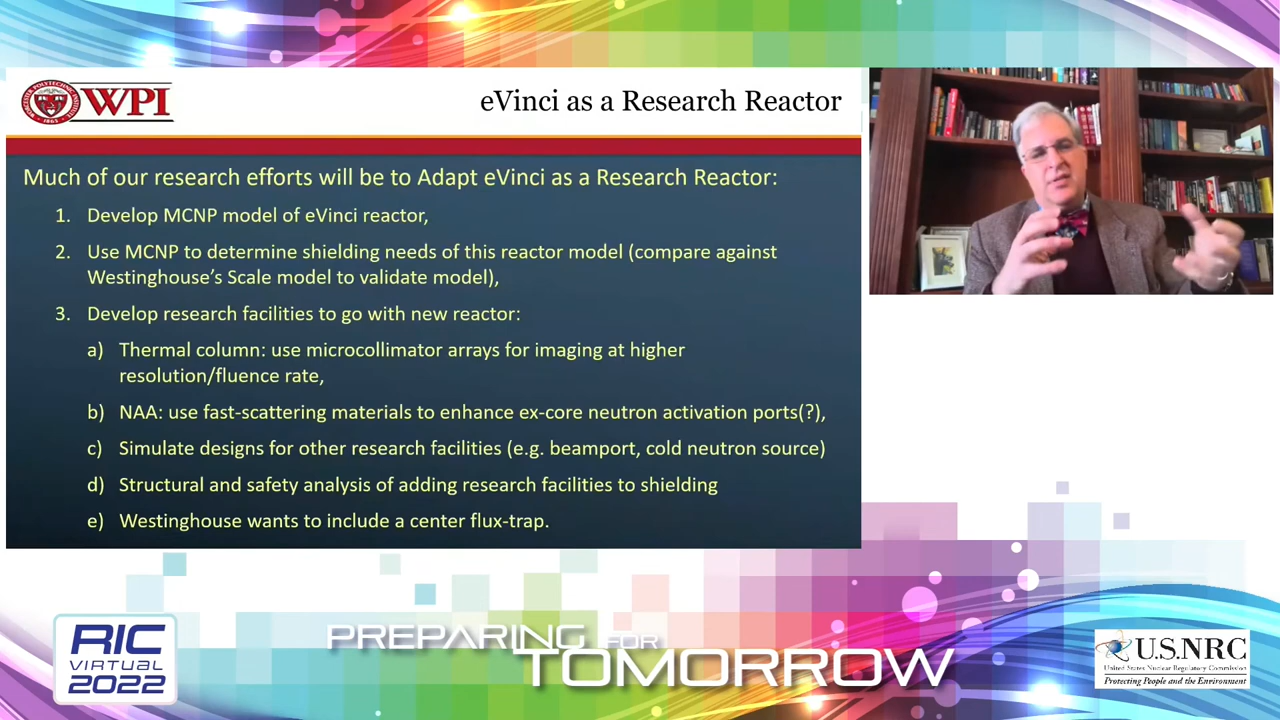 WPI
eVinci as a Research Reactor
Much of our research efforts will be to Adapt eVinci as a Research Reactor:
1. Develop MCNP model of eVinci reactor,
2. Use MCNP to determine shielding needs of this reactor model (compare against
Westinghouse’s Scale model to validate model),
3. Develop research facilities to go with new reactor:
a) Thermal column: use microcollimator arrays for imaging at higher
resolution/fluence rate,
b) NAA: use fast-scattering materials to enhance ex-core neutron activation ports(?),
c) Simulate designs for other research facilities (e.g. beamport, cold neutron source)
d) Structural and safety analysis of adding research facilities to shielding
e) Westinghouse wants to include a center flux-trap.
RIC
VIRTUAL
2022
PREPARING FOR
TOMORROW
U.S.NRC
United States Nuclear Regulatory Commission
Protecting People and the Environment